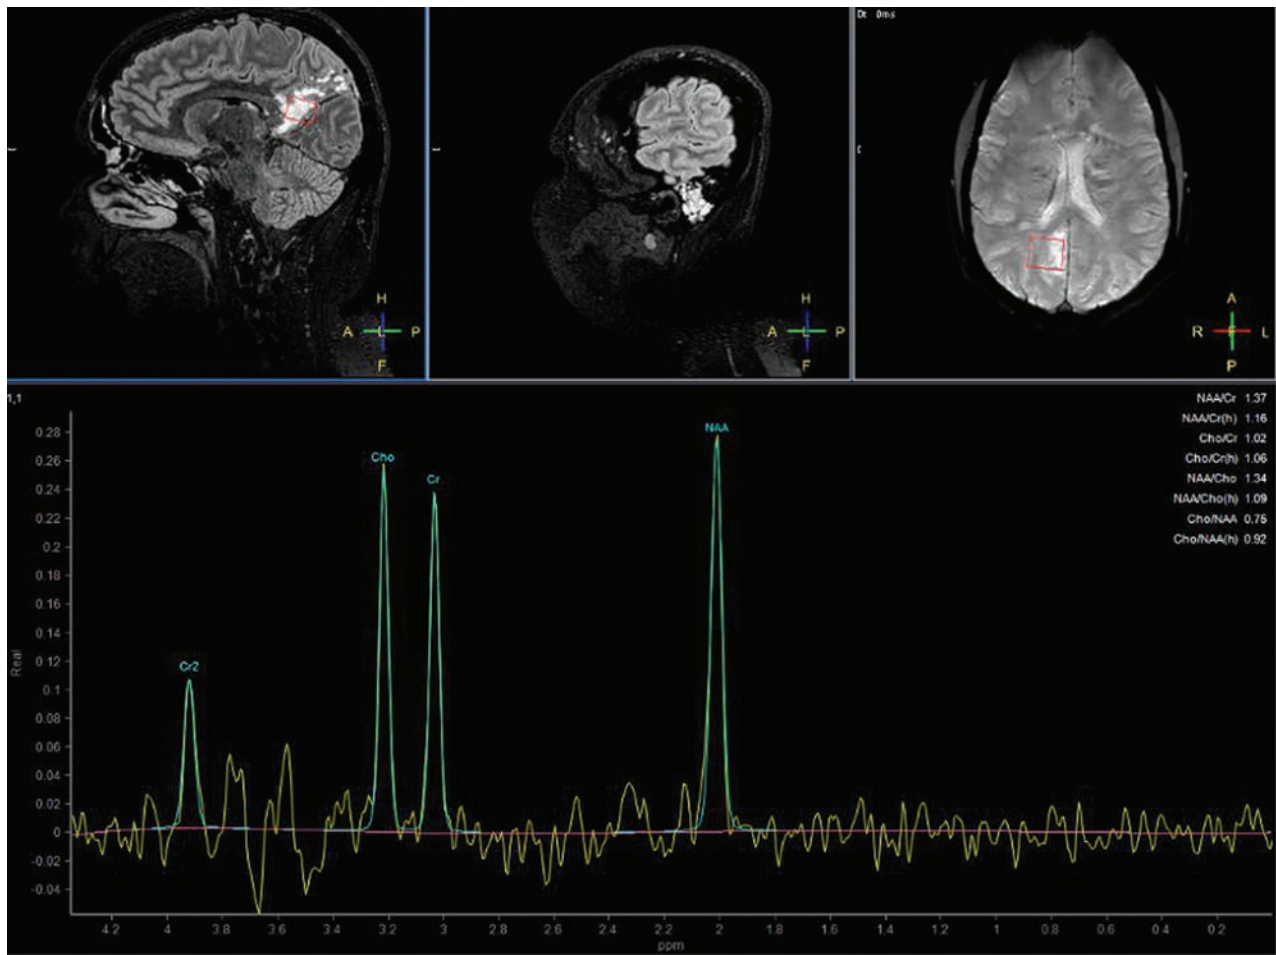 Dt 0ms
H
A L P
F
H
A L P
F
A
R F L
P
1,1
NAA/Cr 1.37
NAA/Cr(h) 1.16
Cho/Cr 1.02
Cho/Cr(h) 1.06
NAA/Cho 1.34
NAA/Cho(h) 1.09
Cho/NAA 0.75
Cho/NAA(h) 0.92
NAA
Cho
Cr
Cr2
Real
0.28
0.26
0.24
0.22
0.2
0.18
0.16
0.14
0.12
0.1
0.08
0.06
0.04
0.02
0
-0.02
-0.04
4.2 4 3.8 3.6 3.4 3.2 3 2.8 2.6 2.4 2.2 2 1.8 1.6 1.4 1.2 1 0.8 0.6 0.4 0.2
ppm